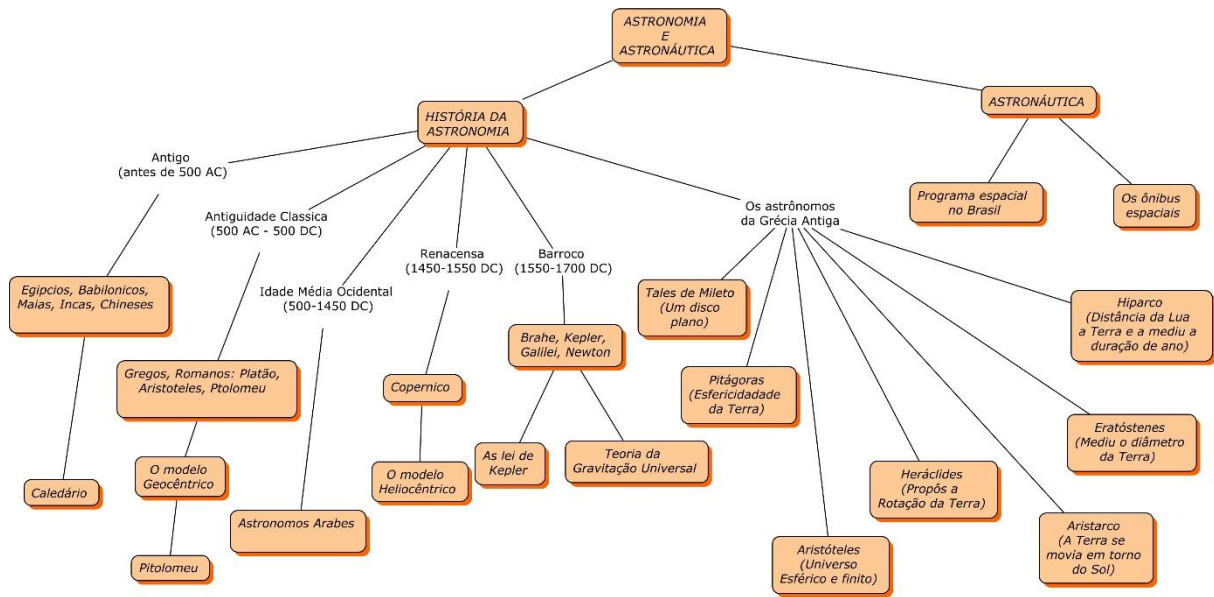 ASTRONOMIA
E
ASTRONÁUTICA
ASTRONÁUTICA
HISTÓRIA DA
ASTRONOMIA
Programa espacial
no Brasil
Os ônibus
espaciais
Antigo
(antes de 500 AC)
Antiguidade Classica
(500 AC - 500 DC)
Idade Média Ocidental
(500-1450 DC)
Renacensa
(1450-1550 DC)
Barroco
(1550-1700 DC)
Os astrônomos
da Grécia Antiga
Egipcios, Babilonicos,
Maias, Incas, Chineses
Caledário
Gregos, Romanos: Platão,
Aristoteles, Ptolomeu
O modelo
Geocêntrico
Pitolomeu
Astronomos Arabes
Copernico
O modelo
Heliocêntrico
Brahe, Kepler,
Galilei, Newton
As lei de
Kepler
Teoria da
Gravitação Universal
Tales de Mileto
(Um disco
plano)
Pitágoras
(Esfericidadade
da Terra)
Aristóteles
(Universo
Esférico e finito)
Heráclides
(Propôs a
Rotação da Terra)
Aristarco
(A Terra se
movia em torno
do Sol)
Eratóstenes
(Mediu o diâmetro
da Terra)
Hiparco
(Distância da Lua
a Terra e a mediu a
duração de ano)